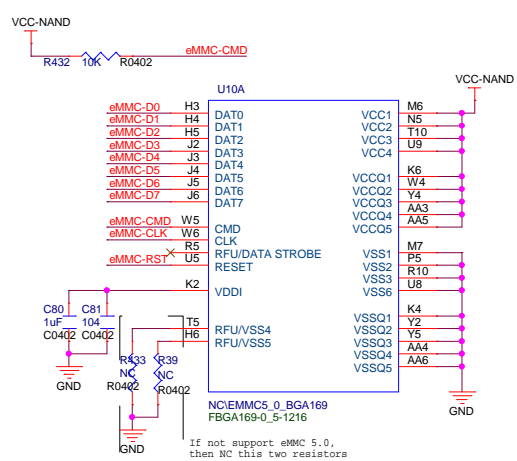 VCC-NAND
eMMC-CMD
R432 10K R0402
U10A
VCC-NAND
eMMC-D0 H3 DAT0 VCC1 M6
eMMC-D1 H4 DAT1 VCC2 N5
eMMC-D2 H5 DAT2 VCC3 T10
eMMC-D3 J2 DAT3 VCC4 U9
eMMC-D4 J3 DAT4
eMMC-D5 J4 DAT5 VCCQ1 K6
eMMC-D6 J5 DAT6 VCCQ2 W4
eMMC-D7 J6 DAT7 VCCQ3 Y4
VCCQ4 AA3
eMMC-CMD W5 CMD VCCQ5 AA5
eMMC-CLK W6 CLK
R5 RFU/DATA STROBE VSS1 M7
eMMC-RST U5 RESET VSS2 P5
VSS3 R10
K2 VDDI VSS6 U8
C80 C81
1uF 104
C0402 C0402
T5 RFU/VSS4 VSSQ1 K4
H6 RFU/VSS5 VSSQ2 Y2
VSSQ3 Y5
VSSQ4 AA4
VSSQ5 AA6
R433 R39
NC NC
R0402 R0402
GND
GND
GND
NC\EMMC5_0_BGA169
FBGA169-0_5-1216
If not support eMMC 5.0,
then NC this two resistors